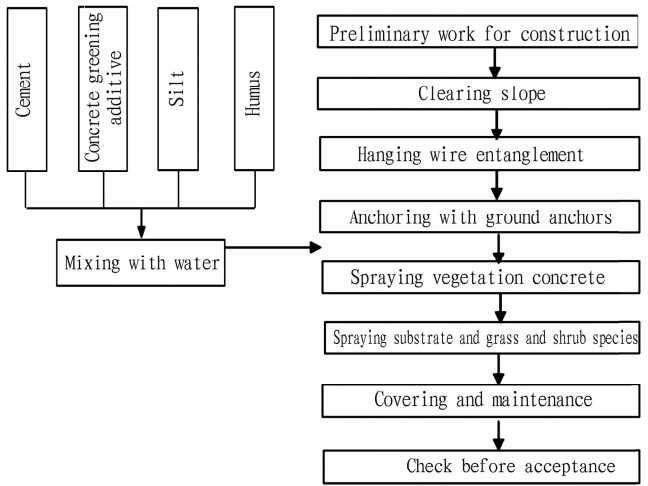 Cement
Concrete greening
additive
Silt
Humus
Mixing with water
Preliminary work for construction
Clearing slope
Hanging wire entanglement
Anchoring with ground anchors
Spraying vegetation concrete
Spraying substrate and grass and shrub species
Covering and maintenance
Check before acceptance